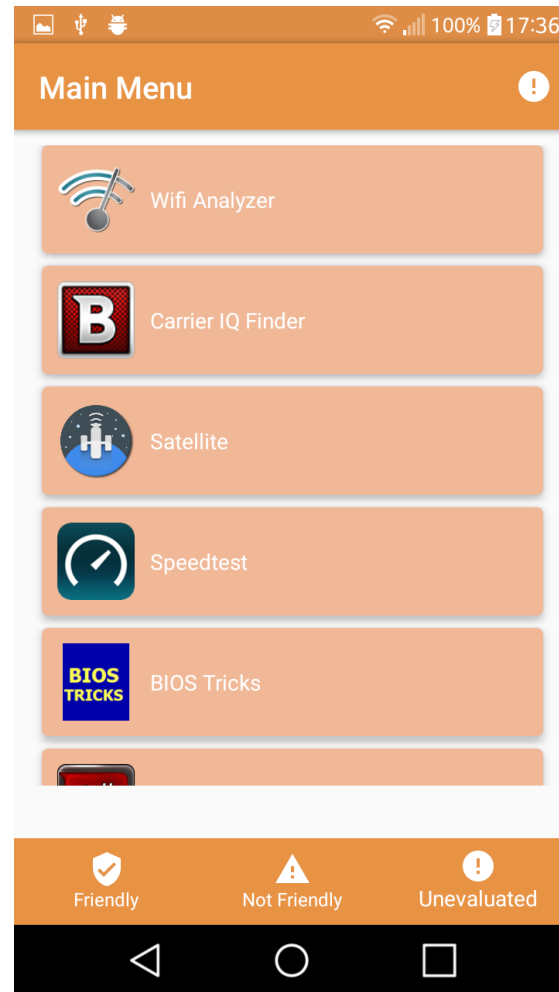 100% 17:36
Main Menu
Wifi Analyzer
B
Carrier IQ Finder
Satellite
Speedtest
BIOS
TRICKS
BIOS Tricks
Friendly
Not Friendly
Unevaluated